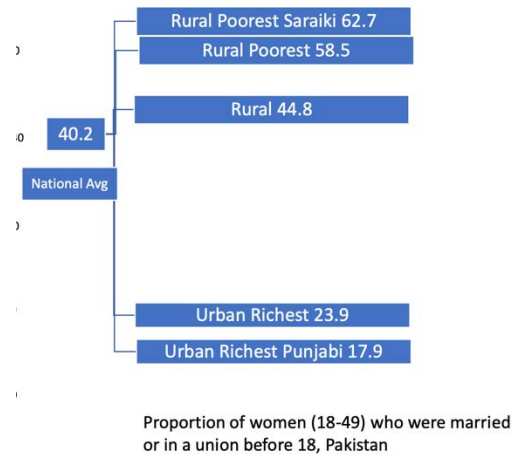 Rural Poorest Saraiki 62.7
Rural Poorest 58.5
Rural 44.8
40.2
National Avg
Urban Richest 23.9
Urban Richest Punjabi 17.9
Proportion of women (18-49) who were married
or in a union before 18, Pakistan